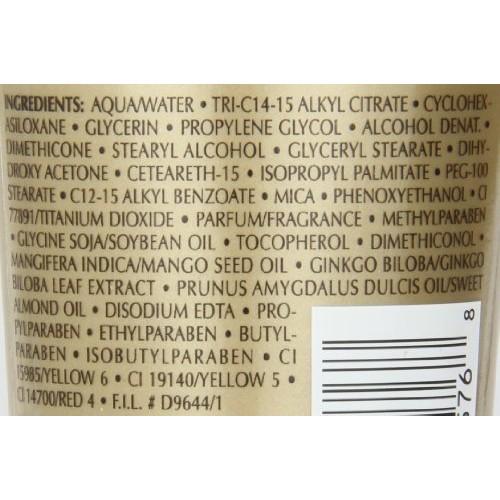 INGREDIENTS: AQUA/WATER • TRI-C14-15 ALKYL CITRATE • CYCLOHEX-
ASILOXANE • GLYCERIN • PROPYLENE GLYCOL • ALCOHOL DENAT. •
DIMETHICONE • STEARYL ALCOHOL • GLYCERYL STEARATE • DIHY-
DROXY ACETONE • CETEARETH-15 • ISOPROPYL PALMITATE • PEG-100
STEARATE • C12-15 ALKYL BENZOATE • MICA • PHENOXYETHANOL • CI
77891/TITANIUM DIOXIDE • PARFUM/FRAGRANCE • METHYLPARABEN
• GLYCINE SOJA/SOYBEAN OIL • TOCOPHEROL • DIMETHICONOL •
MANGIFERA INDICA/MANGO SEED OIL • GINKGO BILOBA/GINKGO
BILOBA LEAF EXTRACT • PRUNUS AMYGDALUS DULCIS OIL/SWEET
ALMOND OIL • DISODIUM EDTA • PRO-
PYLPARABEN • ETHYLPARABEN • BUTYL-
PARABEN • ISOBUTYLPARABEN • CI
15985/YELLOW 6 • CI 19140/YELLOW 5 •
CI 14700/RED 4 • F.I.L. # D9644/1
8
576